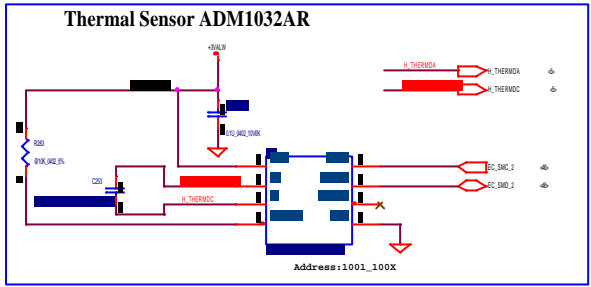 Thermal Sensor ADM1032AR
+3VALW
H_THERMDA
H_THERMDA
H_THERMDC
0.1U_0402_10V6K
R283
@10K_0402_5%
C253
EC_SMC_2
EC_SMD_2
H_THERMDC
Address:1001_100X